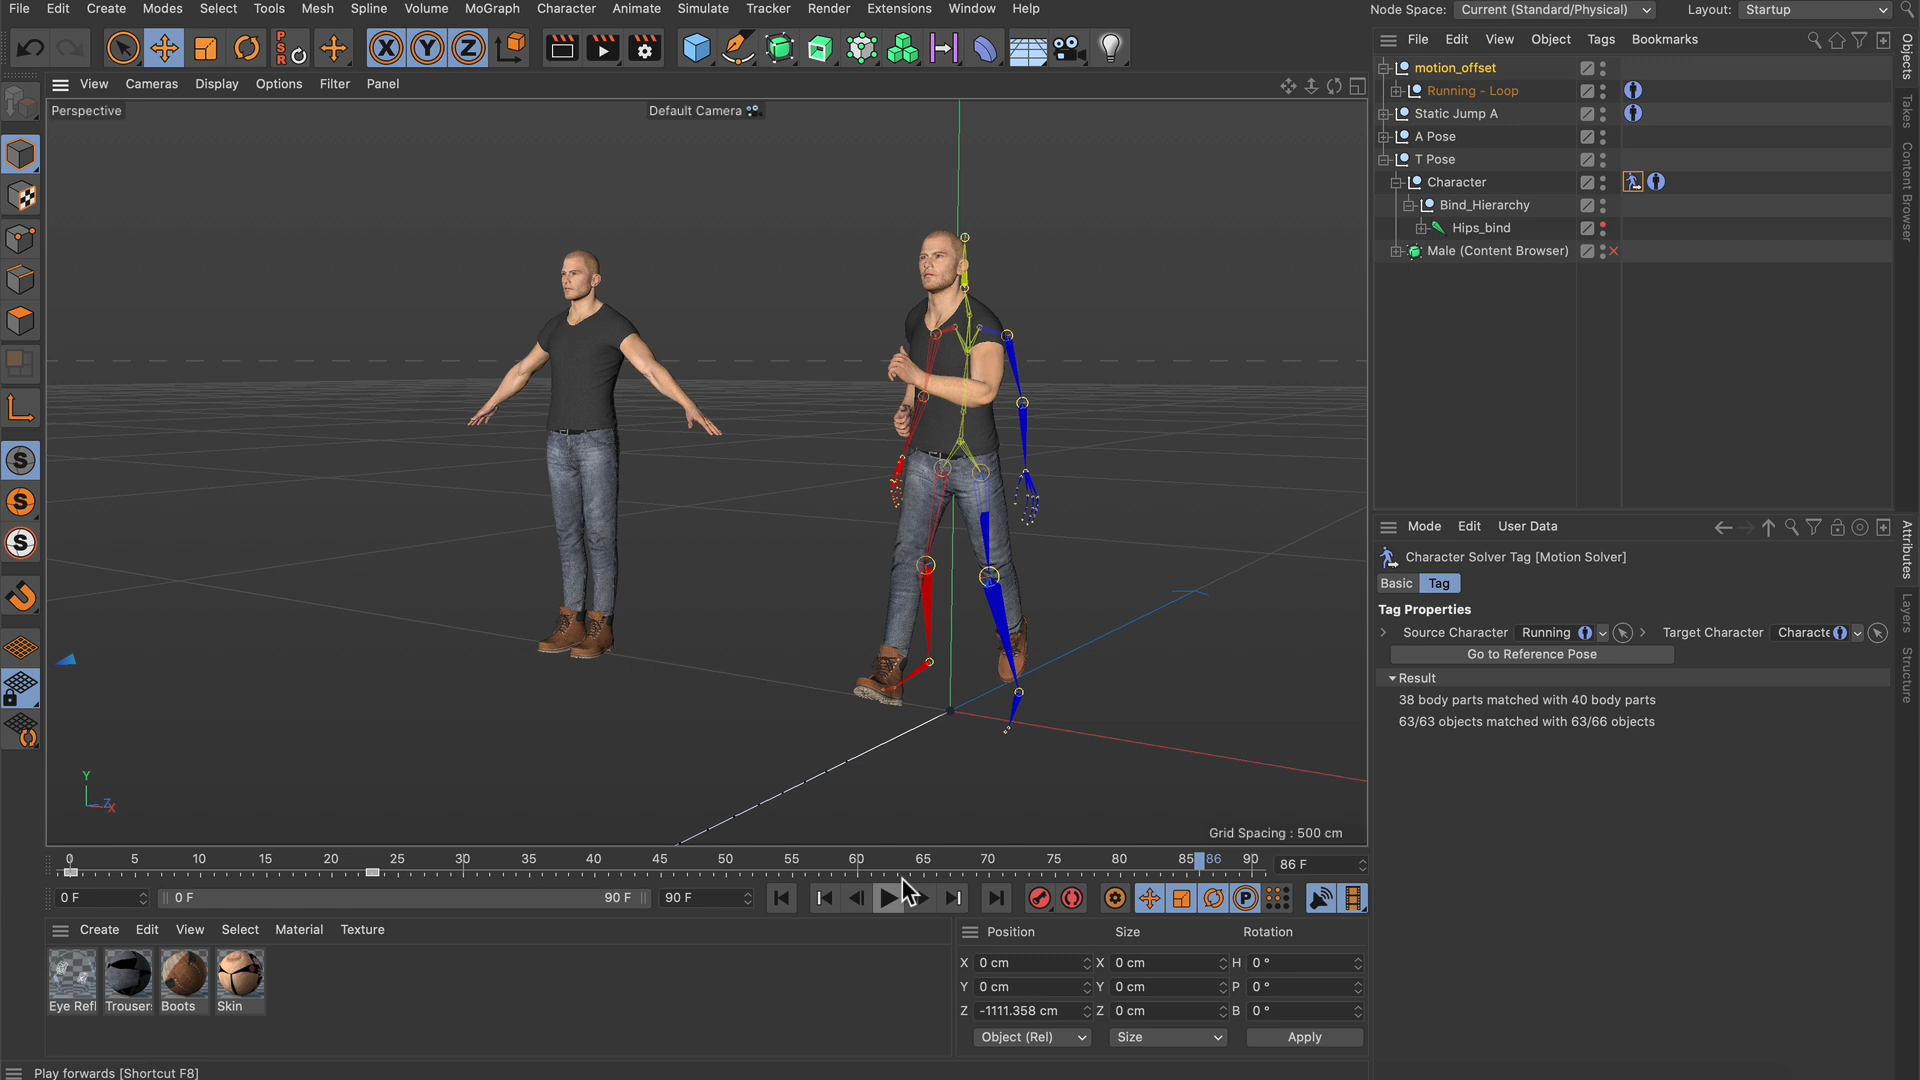 File Edit Create Modes Select Tools Mesh Spline Volume MoGraph Character Animate Simulate Tracker Render Extensions Window Help
Node Space: Current (Standard/Physical) Layout: Startup
PSR X Y Z
File Edit View Object Tags Bookmarks
View Cameras Display Options Filter Panel
Perspective
Default Camera
motion_offset
Running - Loop
Static Jump A
A Pose
T Pose
Character
Bind_Hierarchy
Hips_bind
Male (Content Browser)
Objects
Takes
Content Browser
S
S
S
Mode Edit User Data
Character Solver Tag [Motion Solver]
Basic Tag
Tag Properties
Source Character Running Target Character Characte
Go to Reference Pose
Result
38 body parts matched with 40 body parts
63/63 objects matched with 63/66 objects
Attributes
Layers
Structure
Y
Z
X
Grid Spacing : 500 cm
0 5 10 15 20 25 30 35 40 45 50 55 60 65 70 75 80 85 86 90
86 F
0 F 0 F 90 F 90 F
P
Create Edit View Select Material Texture
Eye Refl Trouser Boots Skin
Position Size Rotation
X 0 cm X 0 cm H 0 °
Y 0 cm Y 0 cm P 0 °
Z -1111.358 cm Z 0 cm B 0 °
Object (Rel) Size Apply
Play forwards [Shortcut F8]